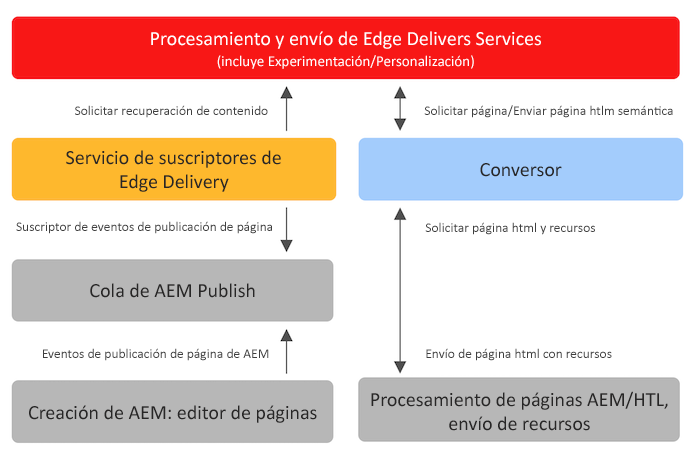 Procesamiento y envío de Edge Delivers Services
(incluye Experimentación/Personalización)
Solicitar recuperación de contenido
Solicitar página/Enviar página htlm semántica
Servicio de suscriptores de
Edge Delivery
Conversor
Suscriptor de eventos de publicación de página
Solicitar página html y recursos
Cola de AEM Publish
Eventos de publicación de página de AEM
Envío de página html con recursos
Creación de AEM: editor de páginas
Procesamiento de páginas AEM/HTL,
envío de recursos